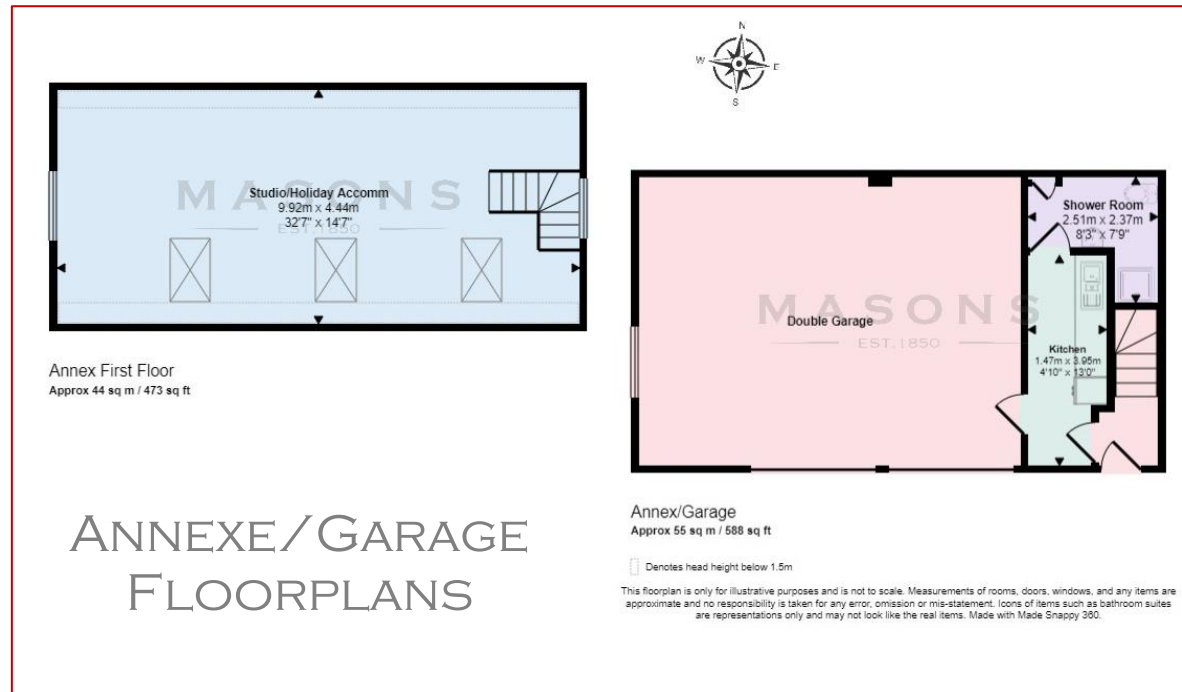 N
W
E
S
MASONS
EST.1850
Studio/Holiday Accomm
9.92m x 4.44m
32'7" x 14'7"
Annex First Floor
Approx 44 sq m / 473 sq ft
Shower Room
2.51m x 2.37m
8'3" x 7'9"
MASONS
EST.1850
Double Garage
Kitchen
1.47m x 3.95m
4'10" x 13'0"
Annex/Garage
Approx 55 sq m / 588 sq ft
Denotes head height below 1.5m
This floorplan is only for illustrative purposes and is not to scale. Measurements of rooms, doors, windows, and any items are
approximate and no responsibility is taken for any error, omission or mis-statement. Icons of items such as bathroom suites
are representations only and may not look like the real items. Made with Made Snappy 360.
ANNEXE/GARAGE
FLOORPLANS